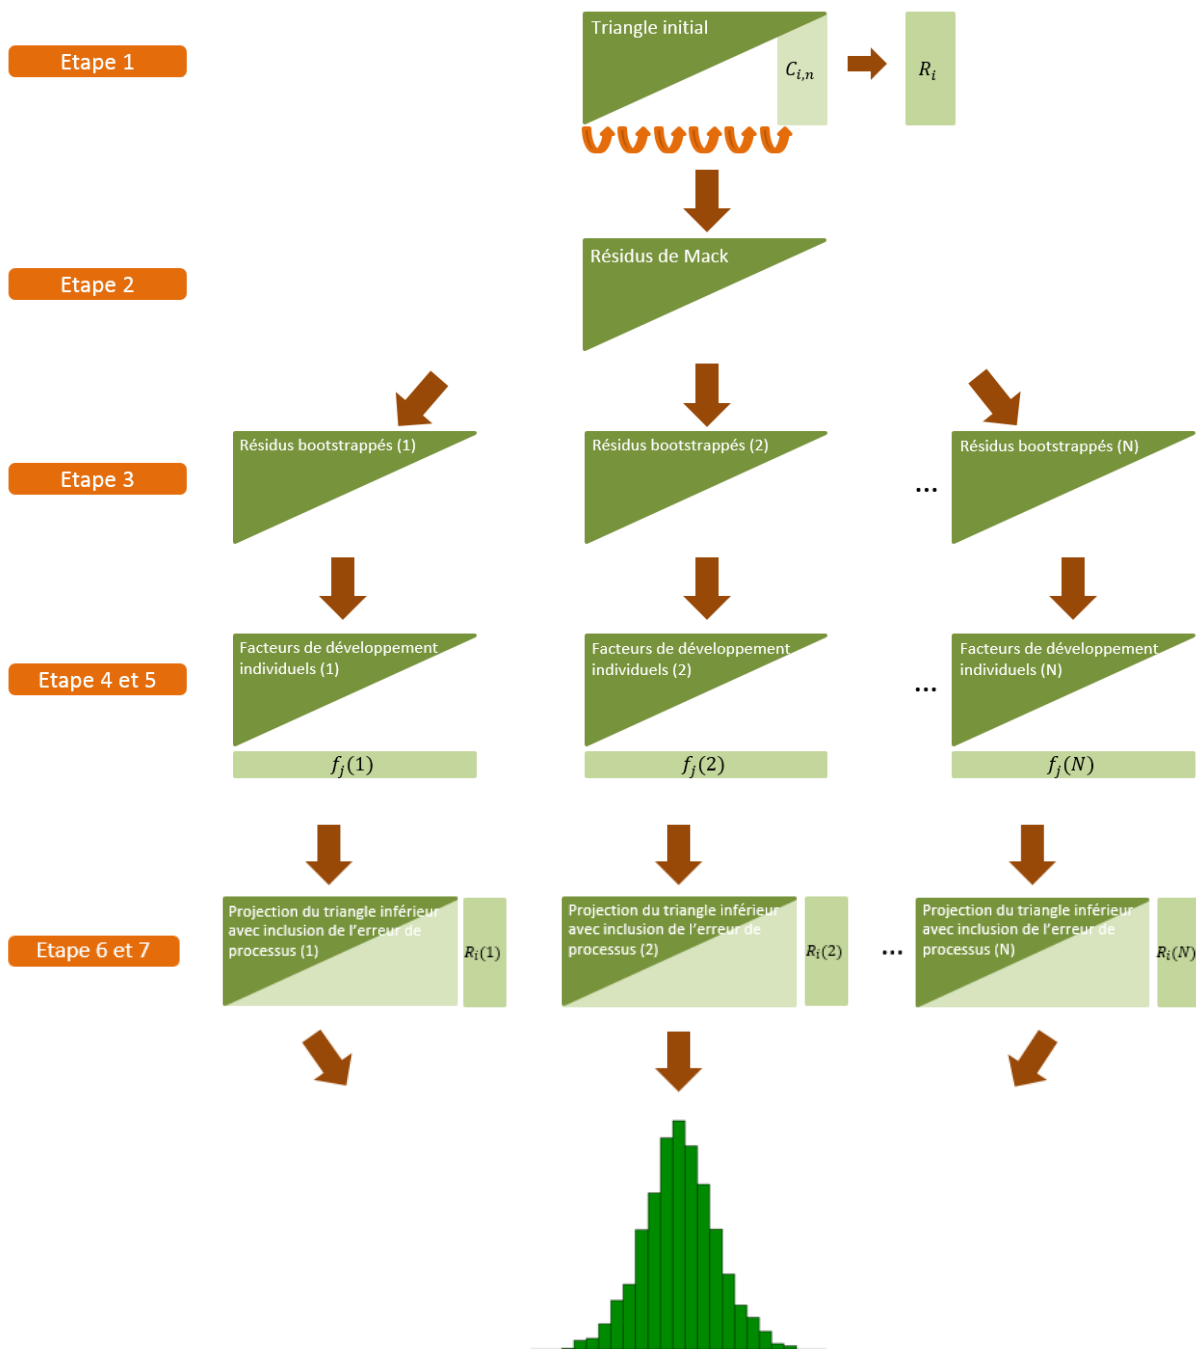 Etape 1
Triangle initial
C_{i,n}
R_i
Etape 2
Résidus de Mack
Etape 3
Résidus bootstrappés (1)
Résidus bootstrappés (2)
...
Résidus bootstrappés (N)
Etape 4 et 5
Facteurs de développement
individuels (1)
f_j(1)
Facteurs de développement
individuels (2)
f_j(2)
...
Facteurs de développement
individuels (N)
f_j(N)
Etape 6 et 7
Projection du triangle inférieur
avec inclusion de l'erreur de
processus (1)
R_i(1)
Projection du triangle inférieur
avec inclusion de l'erreur de
processus (2)
R_i(2)
...
Projection du triangle inférieur
avec inclusion de l'erreur de
processus (N)
R_i(N)